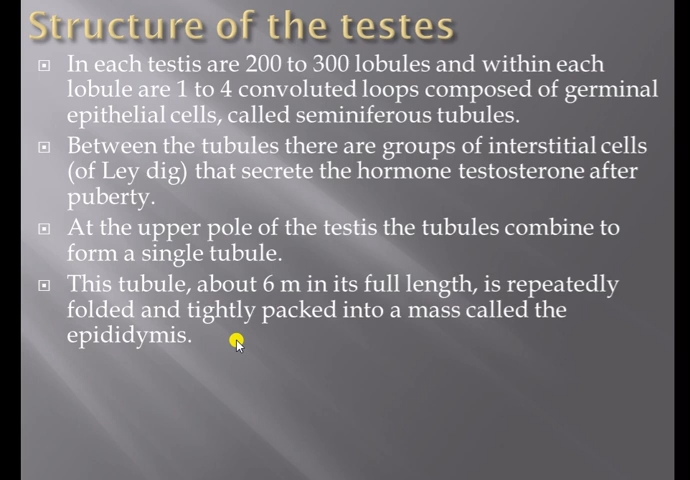 Structure of the testes
In each testis are 200 to 300 lobules and within each
lobule are 1 to 4 convoluted loops composed of germinal
epithelial cells, called seminiferous tubules.
Between the tubules there are groups of interstitial cells
(of Ley dig) that secrete the hormone testosterone after
puberty.
At the upper pole of the testis the tubules combine to
form a single tubule.
This tubule, about 6 m in its full length, is repeatedly
folded and tightly packed into a mass called the
epididymis.